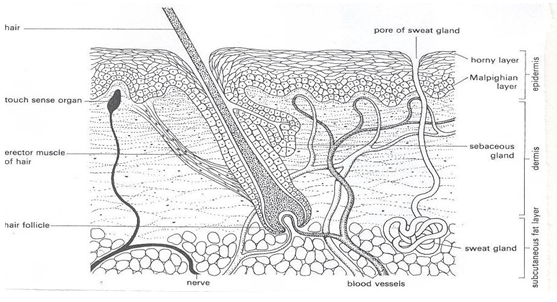 hair
pore of sweat gland
horny layer
Malpighian
layer
epidermis
touch sense organ
erector muscle
of hair
sebaceous
gland
dermis
hair follicle
sweat gland
subcutaneous fat layer
nerve
blood vessels